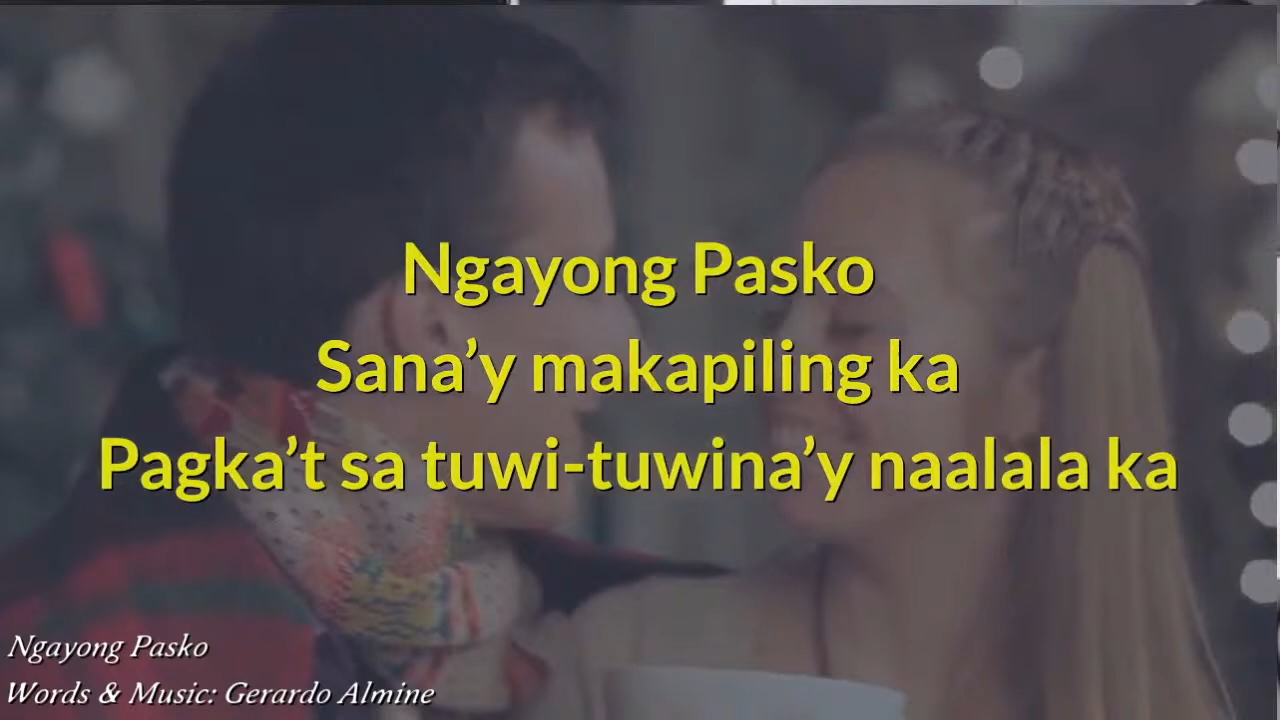 Ngayong Pasko
Sana’y makapiling ka
Pagka’t sa tuwi-tuwina’y naalala ka
Ngayong Pasko
Words & Music: Gerardo Almine